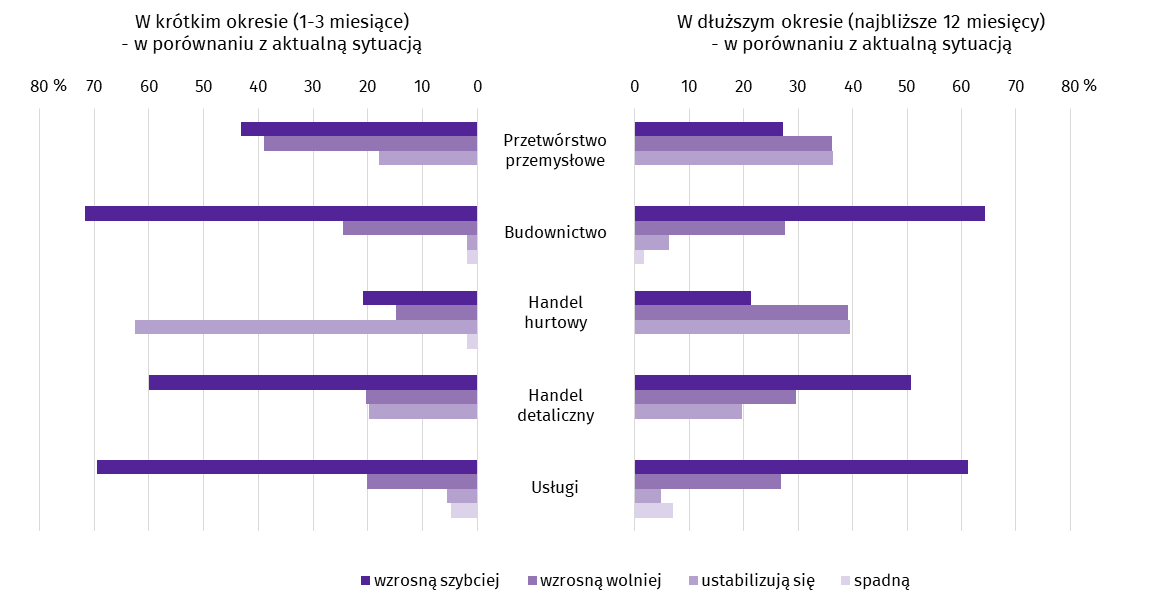 W krótkim okresie (1-3 miesiące)
- w porównaniu z aktualną sytuacją
80 % 70 60 50 40 30 20 10 0
W dłuższym okresie (najbliższe 12 miesięcy)
- w porównaniu z aktualną sytuacją
0 10 20 30 40 50 60 70 80 %
Przetwórstwo
przemysłowe
Budownictwo
Handel
hurtowy
Handel
detaliczny
Usługi
wzrosną szybciej wzrosną wolniej ustabilizują się spadną